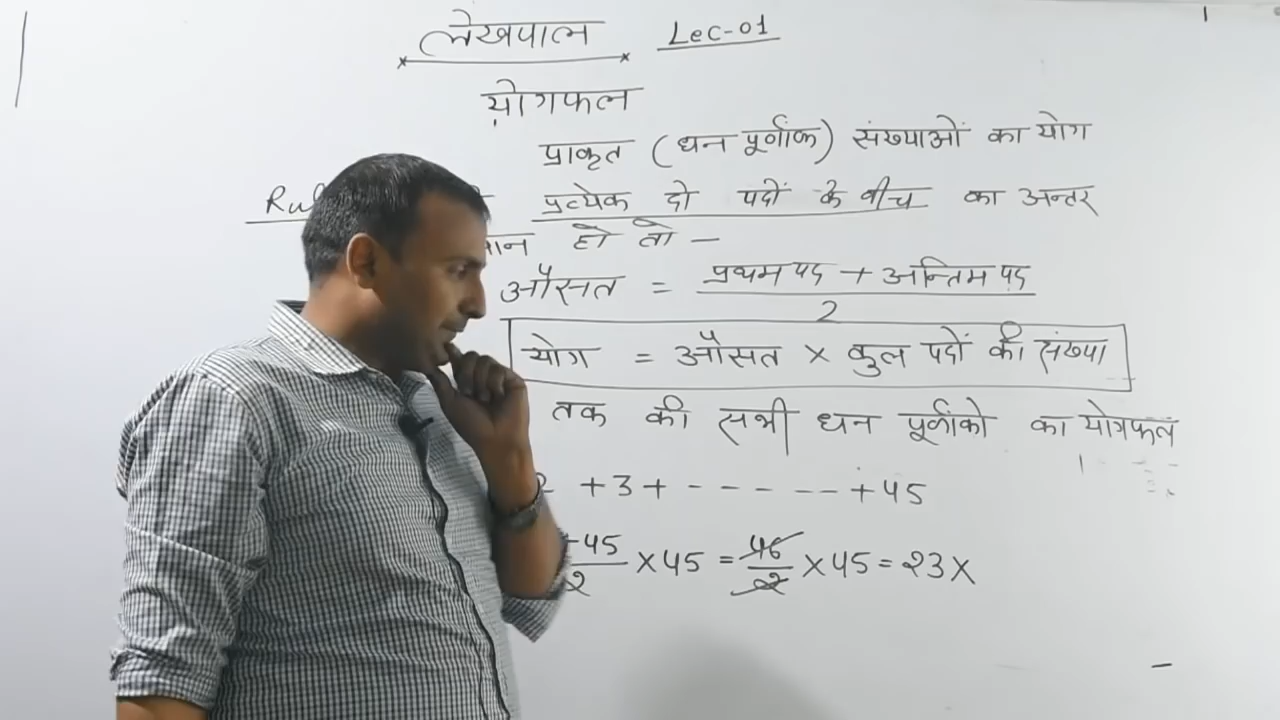 लेखपाल Lec-01
योगफल
प्राकृत (धन पूर्णांक) संख्याओं का योग
प्रत्येक दो पदों के बीच का अन्तर
हो तो -
औसत = प्रथम पद + अन्तिम पद / 2
योग = औसत × कुल पदों की संख्या
तक की सभी धन पूर्णांको का योगफल
+3+ - - - - - +45
45/2 ×45 = 46/2 ×45 = 23×